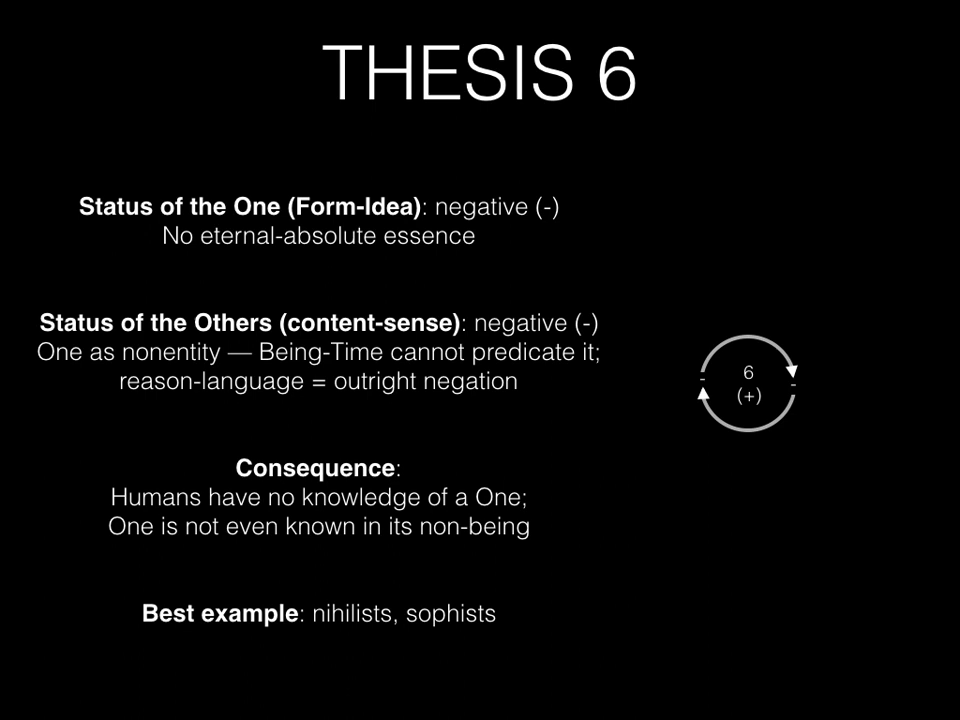 THESIS 6
Status of the One (Form-Idea): negative (-)
No eternal-absolute essence
Status of the Others (content-sense): negative (-)
One as nonentity — Being-Time cannot predicate it;
reason-language = outright negation
Consequence:
Humans have no knowledge of a One;
One is not even known in its non-being
Best example: nihilists, sophists
- 6 -
(+)